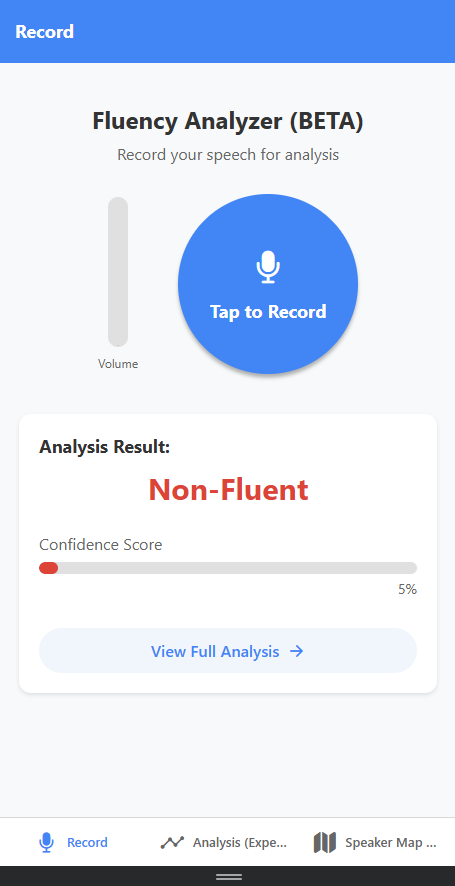 Record
Fluency Analyzer (BETA)
Record your speech for analysis
Tap to Record
Volume
Analysis Result:
Non-Fluent
Confidence Score
5%
View Full Analysis →
Record Analysis (Expe... Speaker Map ...